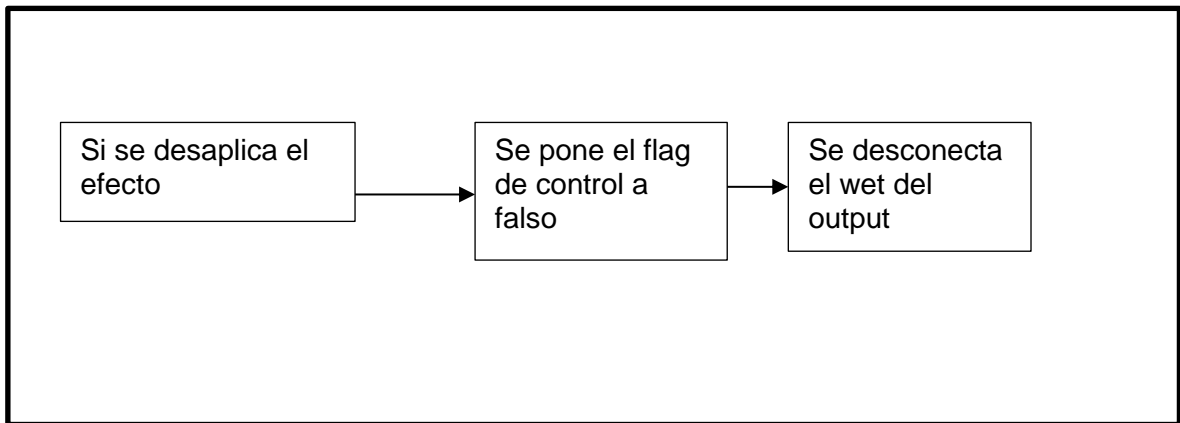 Si se desaplica el
efecto
Se pone el flag
de control a
falso
Se desconecta
el wet del
output